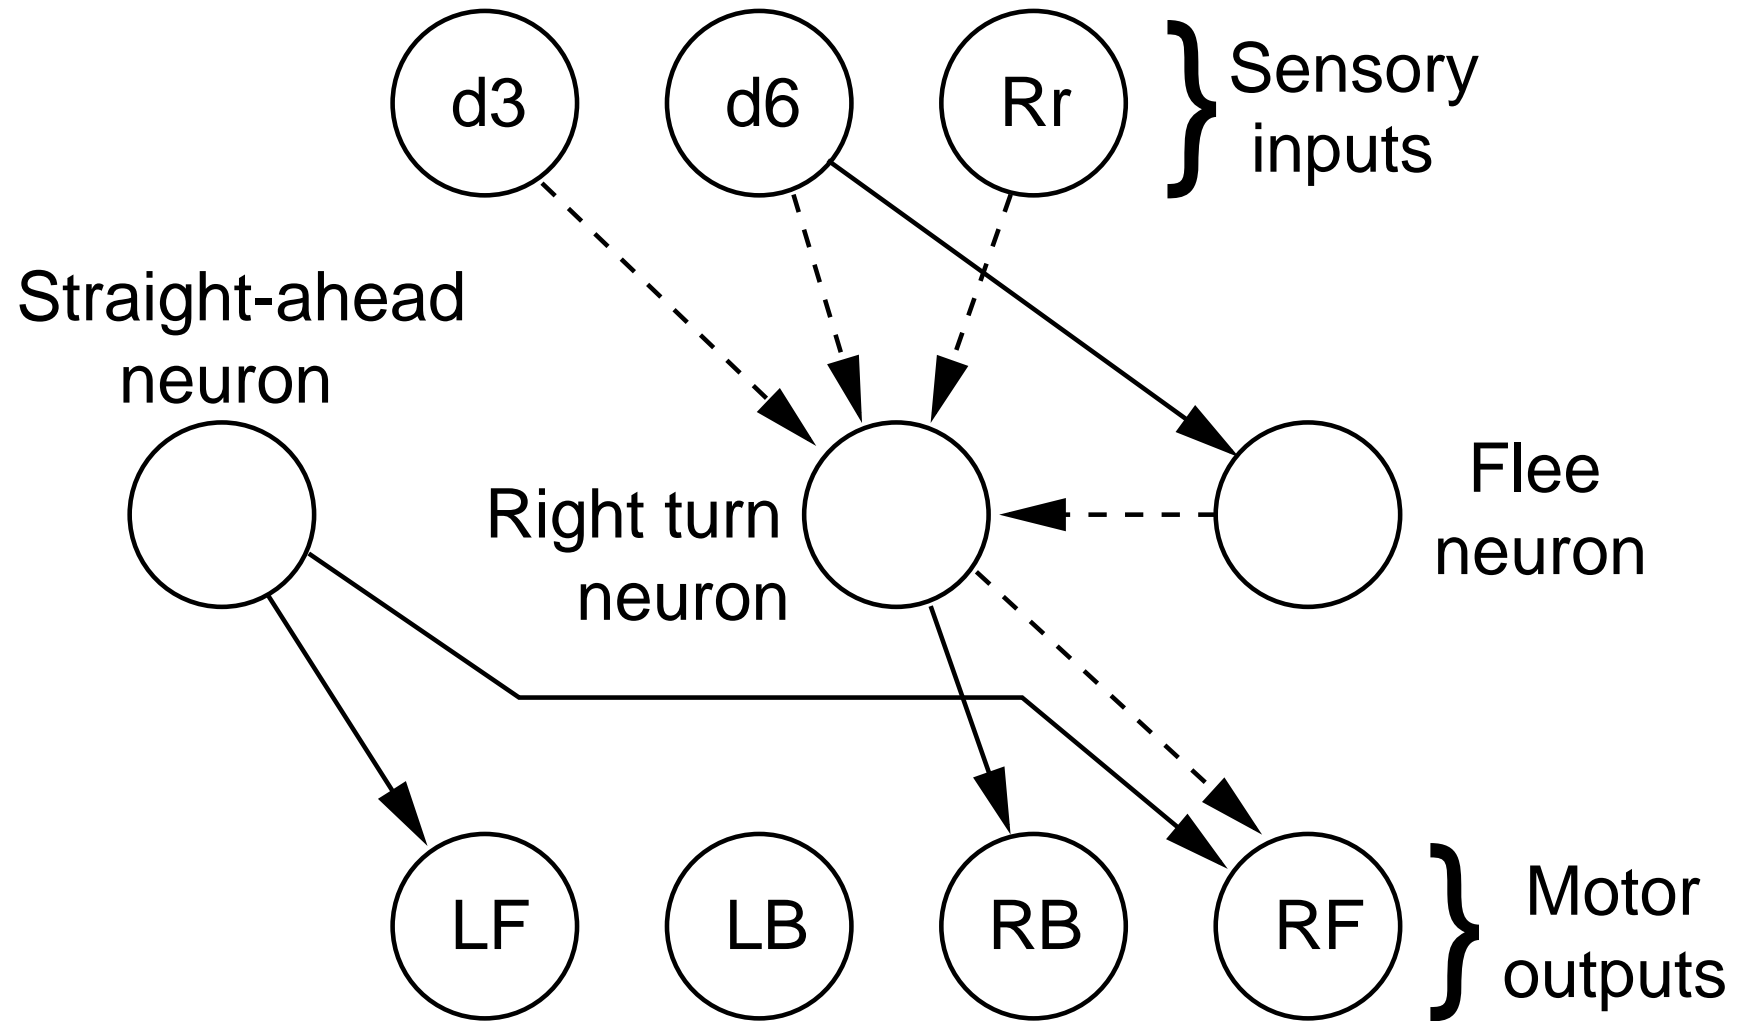 d3
d6
Rr
Sensory
inputs
Straight-ahead
neuron
Right turn
neuron
Flee
neuron
LF
LB
RB
RF
Motor
outputs